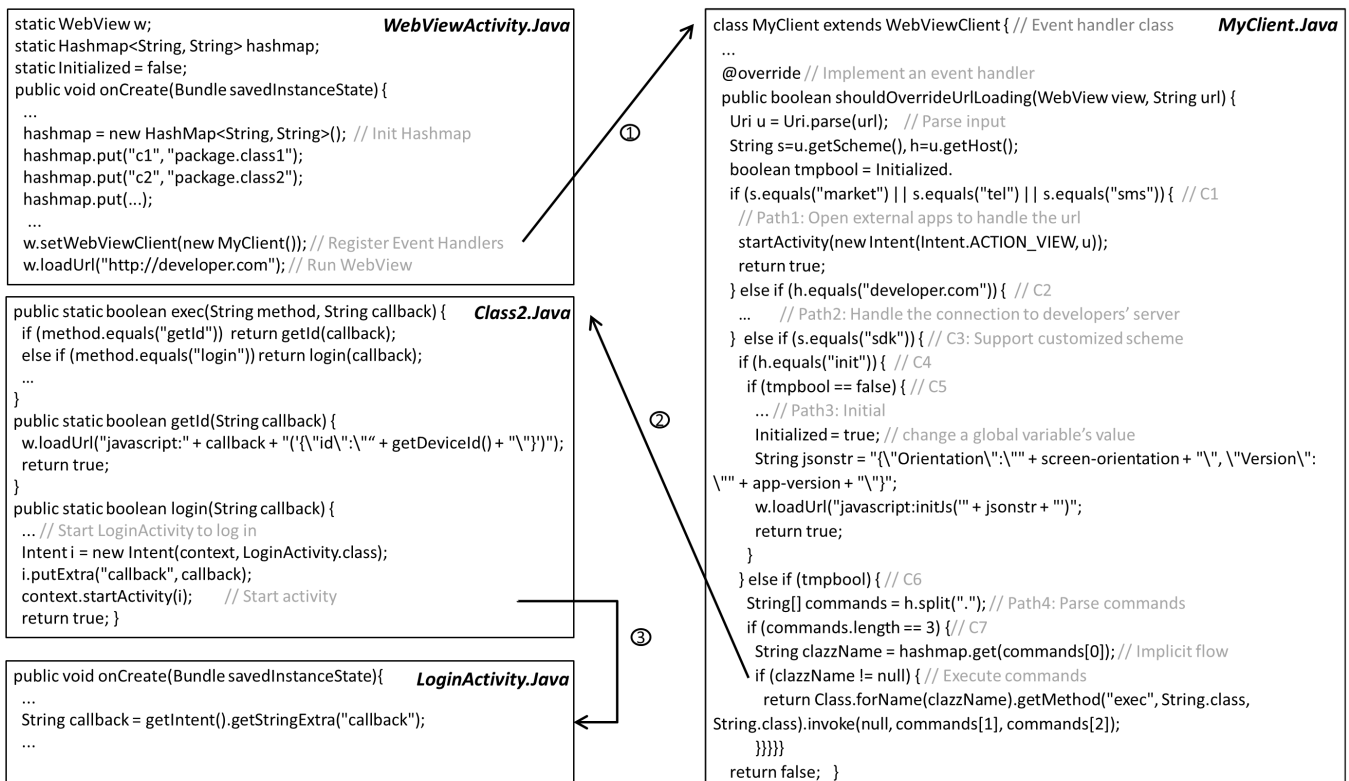 static WebView w; WebViewActivity.Java
static Hashmap<String, String> hashmap;
static Initialized = false;
public void onCreate(Bundle savedInstanceState) {
...
hashmap = new HashMap<String, String>(); // Init Hashmap
hashmap.put("c1", "package.class1");
hashmap.put("c2", "package.class2");
hashmap.put(...);
...
w.setWebViewClient(new MyClient()); // Register Event Handlers
w.loadUrl("http://developer.com"); // Run WebView
①
public static boolean exec(String method, String callback) { Class2.Java
if (method.equals("getId")) return getId(callback);
else if (method.equals("login")) return login(callback);
...
}
public static boolean getId(String callback) {
w.loadUrl("javascript:" + callback + "('{\"id\":\"“ + getDeviceId() + "\"}')");
return true;
}
public static boolean login(String callback) {
... // Start LoginActivity to log in
Intent i = new Intent(context, LoginActivity.class);
i.putExtra("callback", callback);
context.startActivity(i); // Start activity
return true; }
②
③
public void onCreate(Bundle savedInstanceState){ LoginActivity.Java
...
String callback = getIntent().getStringExtra("callback");
...
class MyClient extends WebViewClient { // Event handler class MyClient.Java
...
@override // Implement an event handler
public boolean shouldOverrideUrlLoading(WebView view, String url) {
Uri u = Uri.parse(url); // Parse input
String s=u.getScheme(), h=u.getHost();
boolean tmpbool = Initialized.
if (s.equals("market") || s.equals("tel") || s.equals("sms")) { // C1
// Path1: Open external apps to handle the url
startActivity(new Intent(Intent.ACTION_VIEW, u));
return true;
} else if (h.equals("developer.com")) { // C2
... // Path2: Handle the connection to developers’ server
} else if (s.equals("sdk")) { // C3: Support customized scheme
if (h.equals("init")) { // C4
if (tmpbool == false) { // C5
... // Path3: Initial
Initialized = true; // change a global variable’s value
String jsonstr = "{\"Orientation\":\"" + screen-orientation + "\", \"Version\":
\"" + app-version + "\"}";
w.loadUrl("javascript:initJs('" + jsonstr + "')";
return true;
}
} else if (tmpbool) { // C6
String[] commands = h.split("."); // Path4: Parse commands
if (commands.length == 3) {// C7
String clazzName = hashmap.get(commands[0]); // Implicit flow
if (clazzName != null) { // Execute commands
return Class.forName(clazzName).getMethod("exec", String.class,
String.class).invoke(null, commands[1], commands[2]);
}}}}}
return false; }